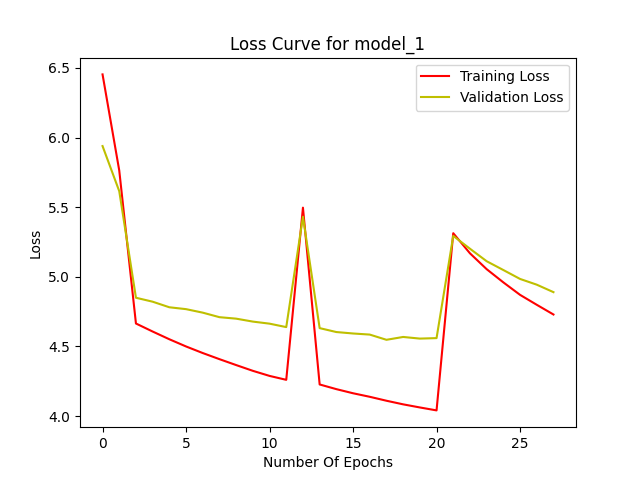 Loss Curve for model_1
Training Loss
Validation Loss
6.5
6.0
5.5
5.0
4.5
4.0
Loss
0 5 10 15 20 25
Number Of Epochs